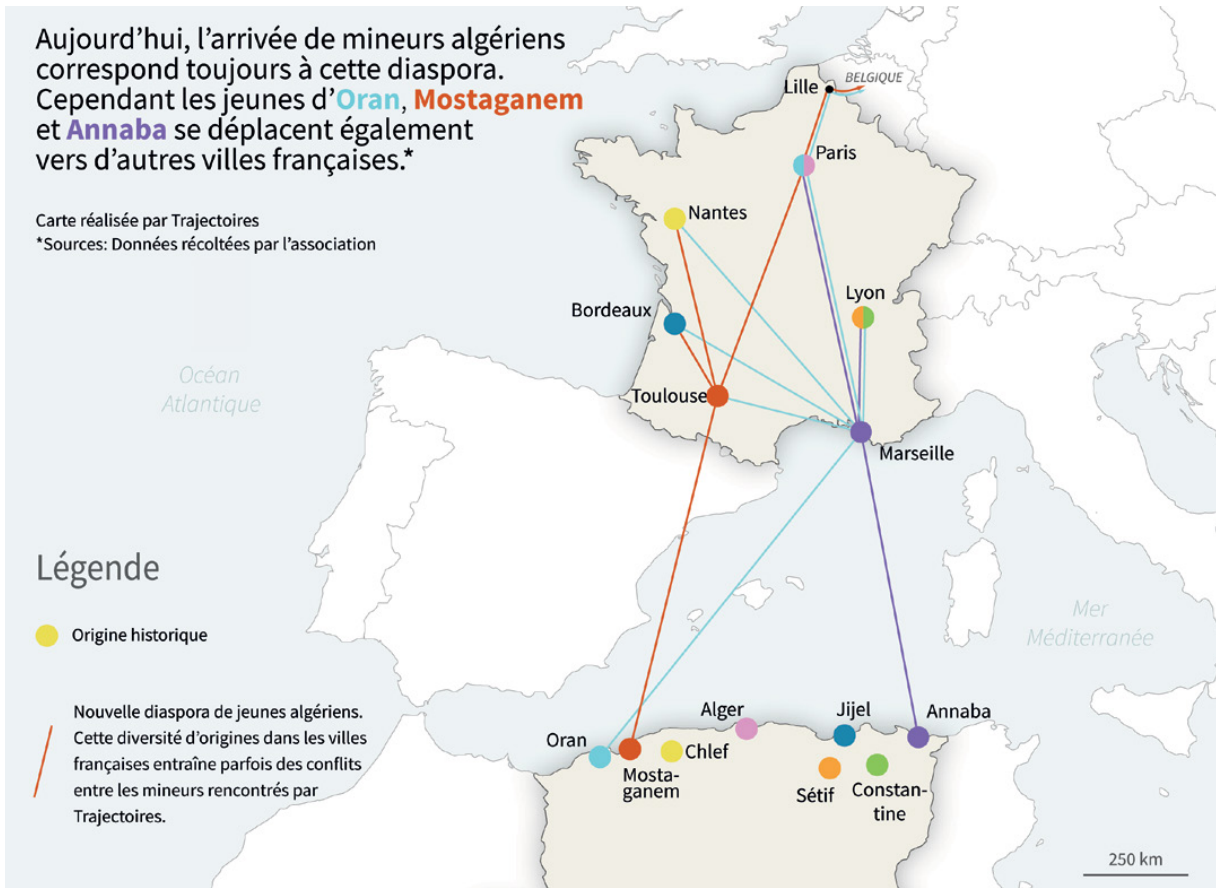 Aujourd’hui, l’arrivée de mineurs algériens
correspond toujours à cette diaspora.
Cependant les jeunes d’Oran, Mostaganem
et Annaba se déplacent également
vers d’autres villes françaises.*
Carte réalisée par Trajectoires
*Sources: Données récoltées par l’association
Lille
BELGIQUE
Paris
Nantes
Lyon
Bordeaux
Océan
Atlantique
Toulouse
Marseille
Légende
Origine historique
Mer
Méditerranée
Nouvelle diaspora de jeunes algériens.
Cette diversité d’origines dans les villes
françaises entraîne parfois des conflits
entre les mineurs rencontrés par
Trajectoires.
Alger
Jijel
Annaba
Oran
Chlef
Mosta-
ganem
Sétif
Constan-
tine
250 km